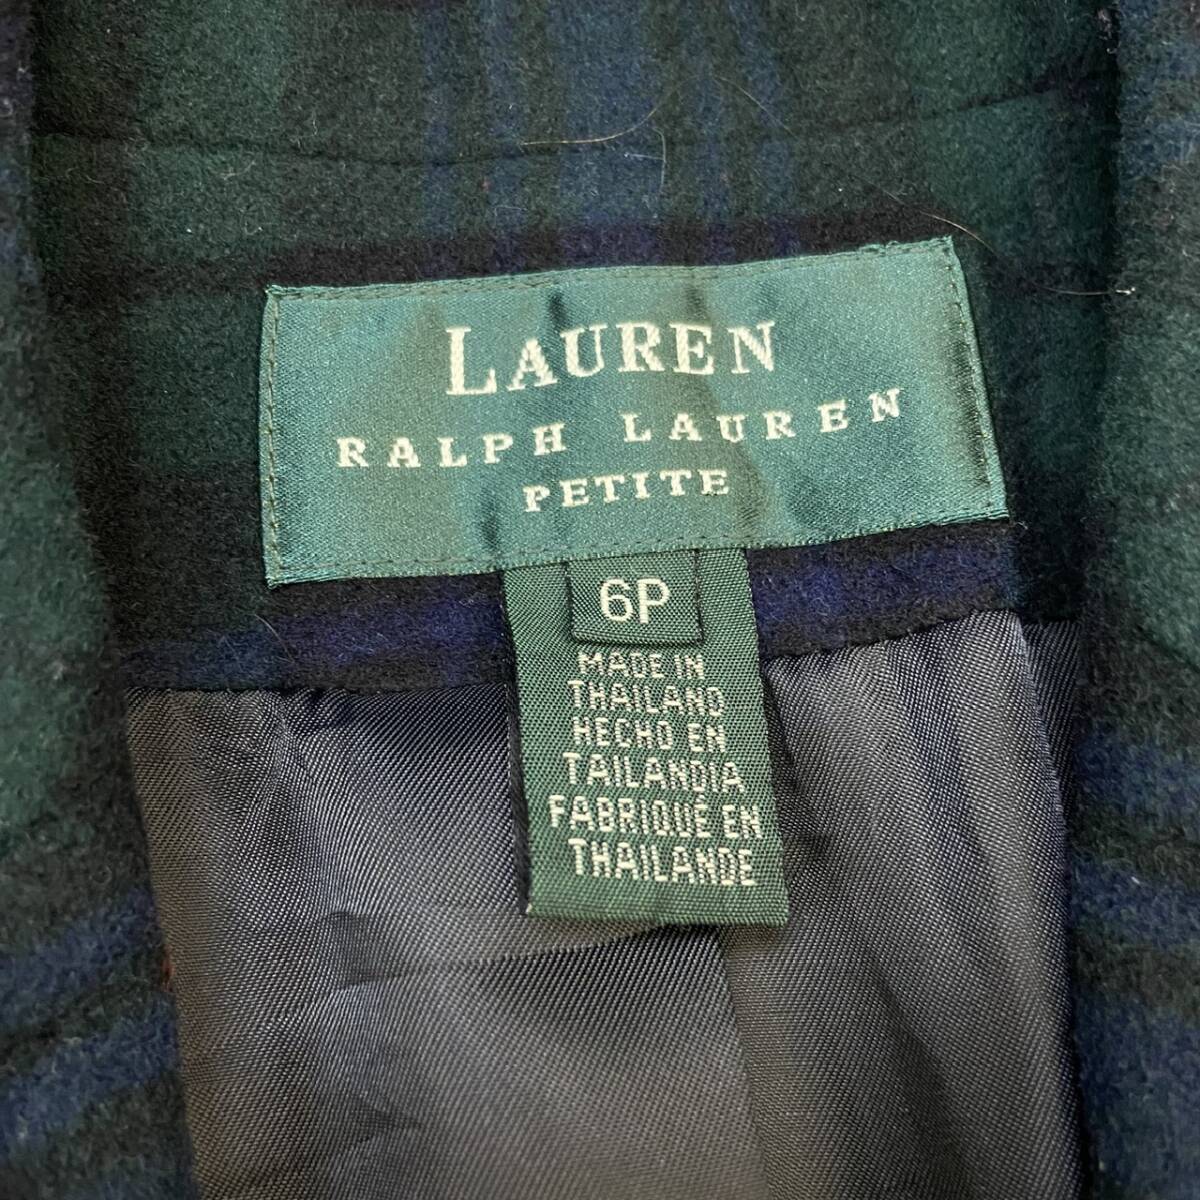 LAUREN
RALPH LAUREN
PETITE
6P
MADE IN
THAILAND
HECHO EN
TAILANDIA
FABRIQUÉ EN
THAILANDE